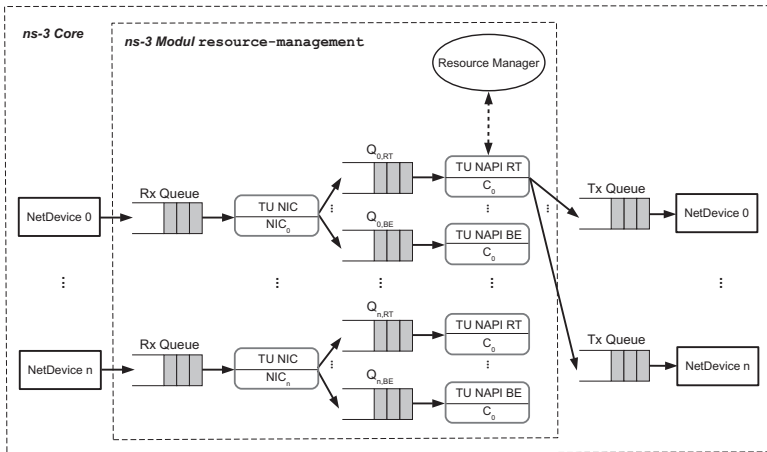 ns-3 Core
ns-3 Modul resource-management
Resource Manager
Q0,RT
TU NAPI RT
C0
Rx Queue
Tx Queue
NetDevice 0
TU NIC
NIC0
NetDevice 0
Q0,BE
TU NAPI BE
C0
Qn,RT
TU NAPI RT
C0
Rx Queue
Tx Queue
NetDevice n
TU NIC
NICn
NetDevice n
Qn,BE
TU NAPI BE
C0